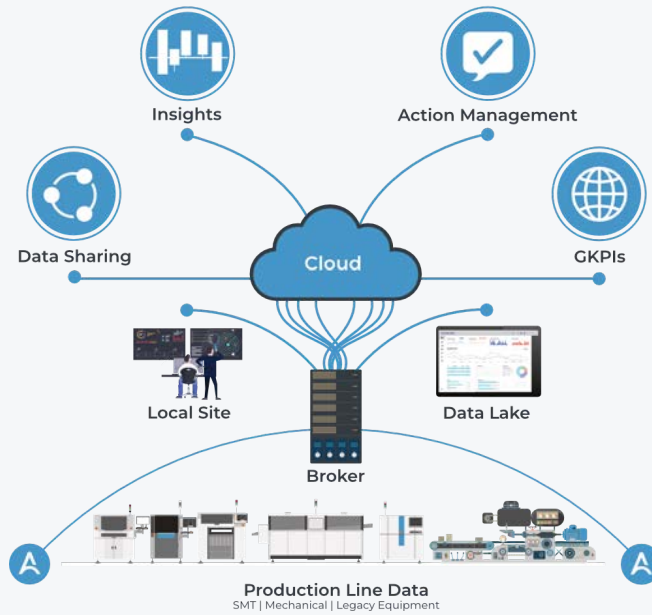 Insights
Action Management
Data Sharing
GKPIs
Cloud
Local Site
Data Lake
Broker
A
A
Production Line Data
SMT | Mechanical | Legacy Equipment